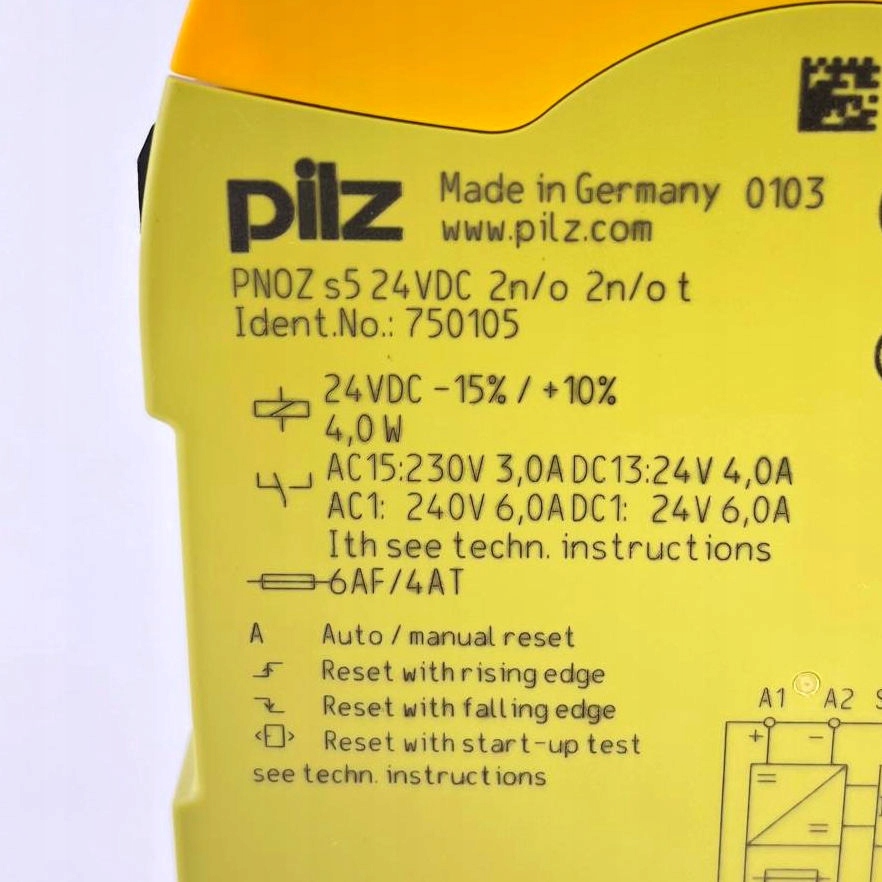 pilz
Made in Germany 0103
www.pilz.com
PNOZ s5 24VDC 2n/o 2n/o t
Ident.No.: 750105
24VDC -15% / +10%
4,0 W
AC15:230V 3,0A DC13:24V 4,0A
AC1: 240V 6,0A DC1: 24V 6,0A
Ith see techn. instructions
6AF/4AT
A Auto / manual reset
Reset with rising edge
Reset with falling edge
Reset with start-up test
see techn. instructions
A1 A2 S
+ -